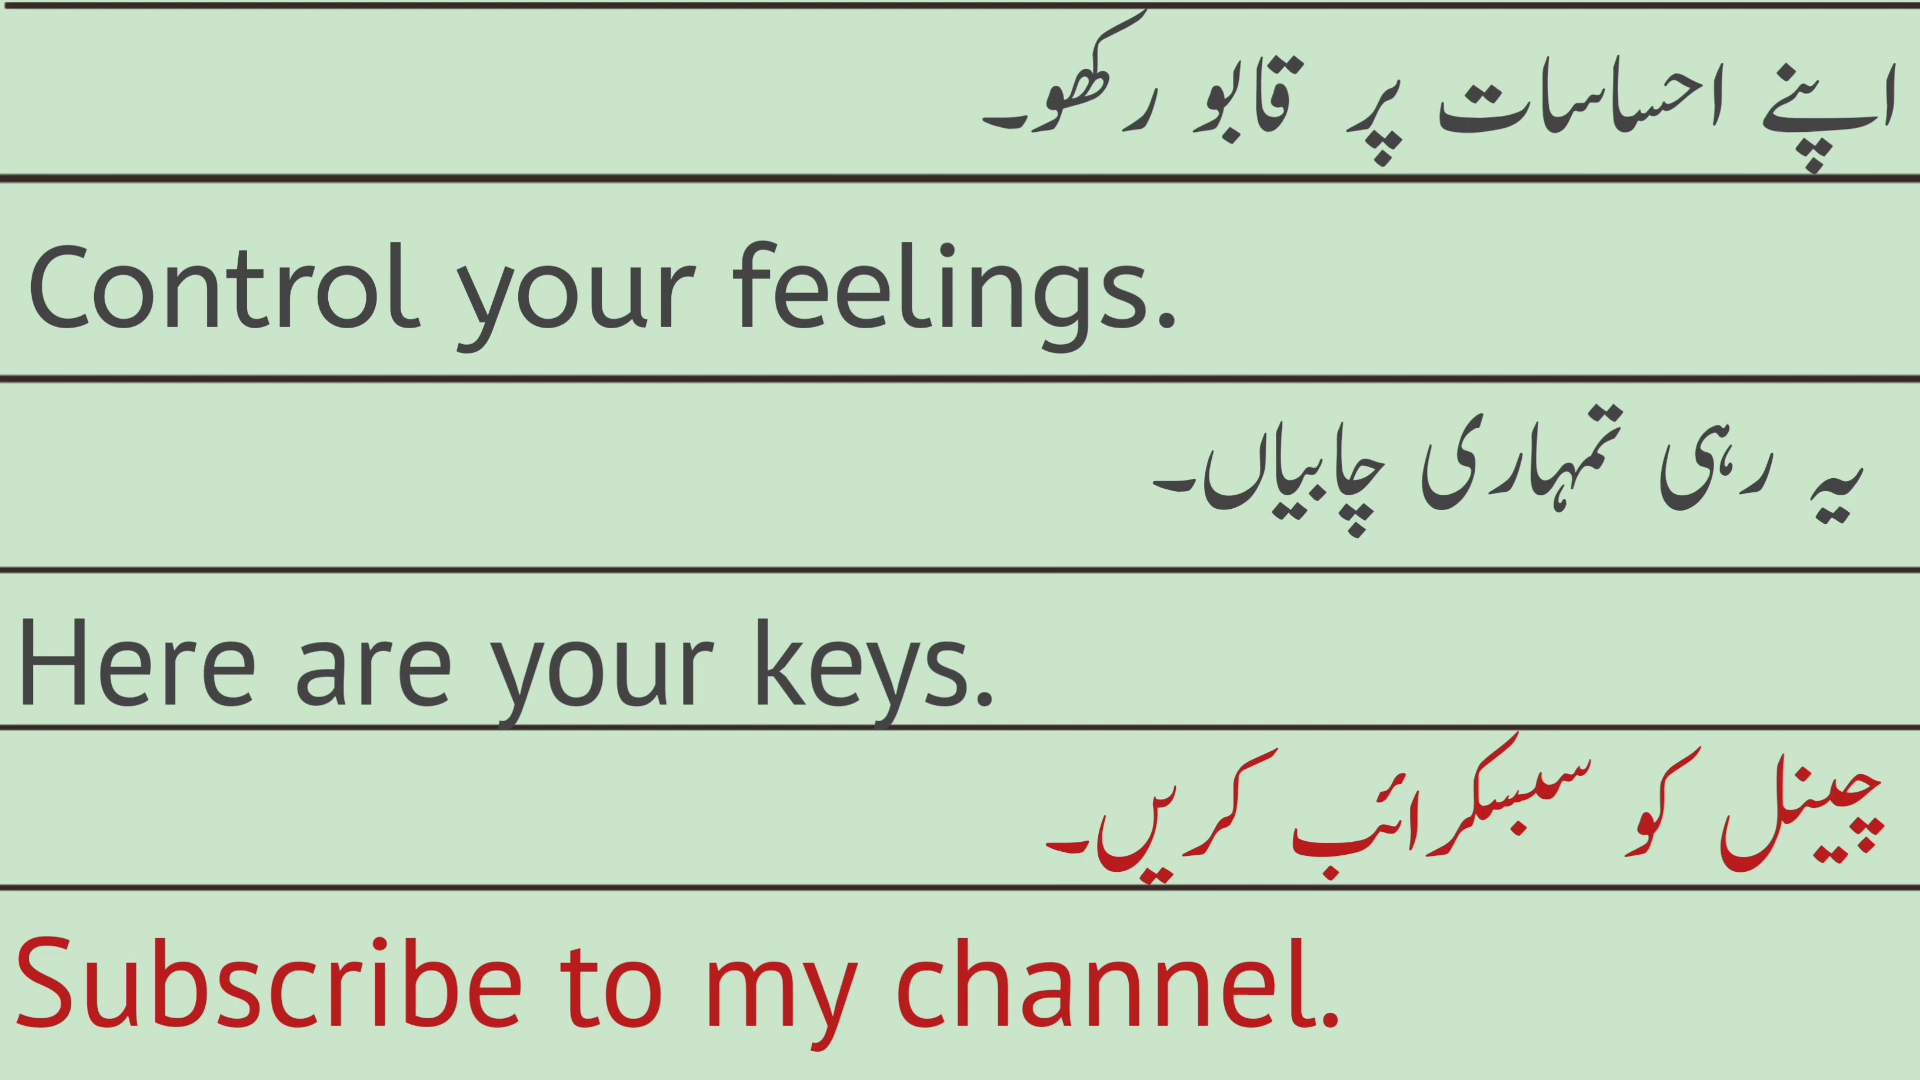 اپنے احساسات پر قابو رکھو۔
Control your feelings.
یہ رہی تمہاری چابیاں۔
Here are your keys.
چینل کو سبسکرائب کریں۔
Subscribe to my channel.